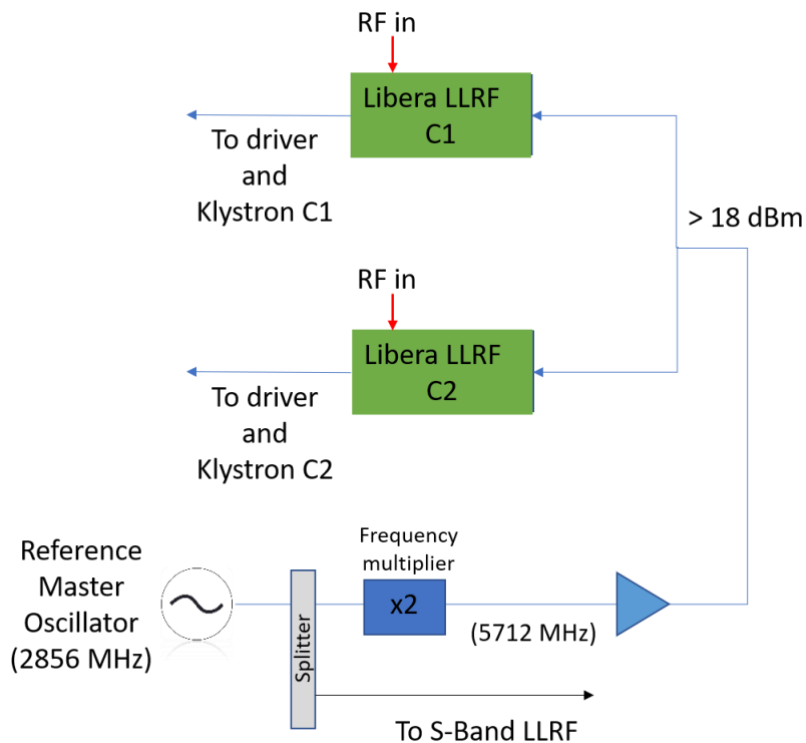 RF in
Libera LLRF
C1
To driver
and
Klystron C1
> 18 dBm
RF in
Libera LLRF
C2
To driver
and
Klystron C2
Reference
Master
Oscillator
(2856 MHz)
Splitter
Frequency
multiplier
x2
(5712 MHz)
To S-Band LLRF